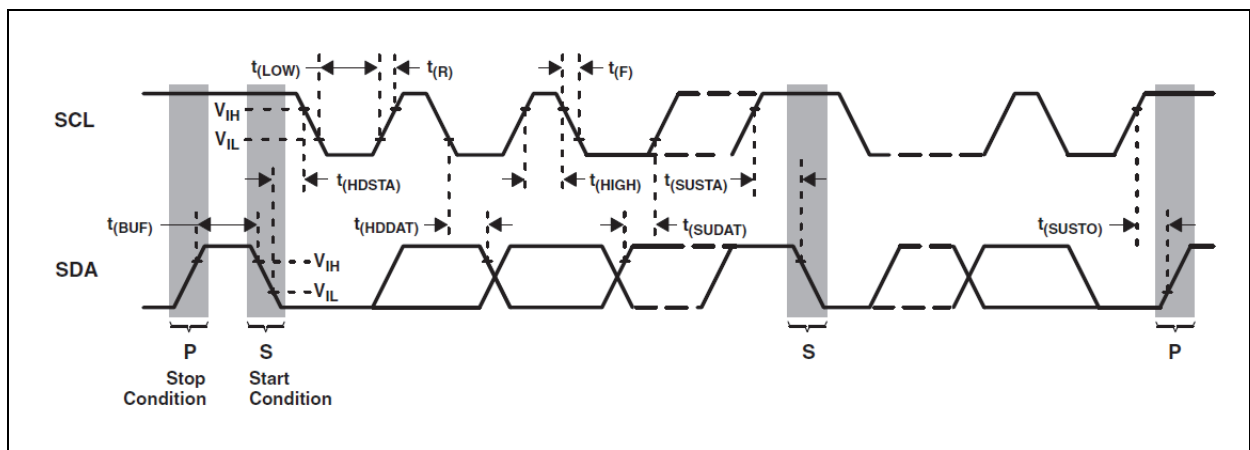 t(LOW)
t(R)
t(F)
SCL
VIH
VIL
t(HDSTA)
t(HIGH)
t(SUSTA)
t(BUF)
t(HDDAT)
t(SUDAT)
t(SUSTO)
SDA
VIH
VIL
P
S
S
P
Stop
Condition
Start
Condition